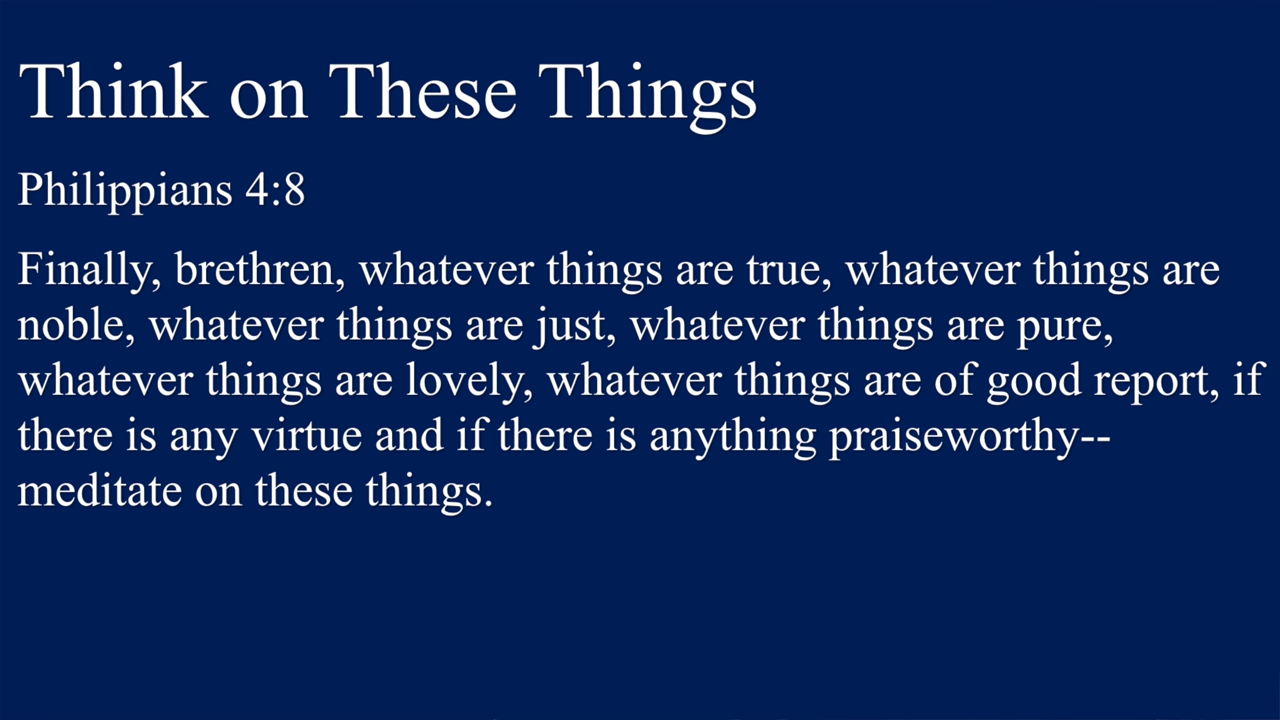 Think on These Things
Philippians 4:8
Finally, brethren, whatever things are true, whatever things are
noble, whatever things are just, whatever things are pure,
whatever things are lovely, whatever things are of good report, if
there is any virtue and if there is anything praiseworthy--
meditate on these things.